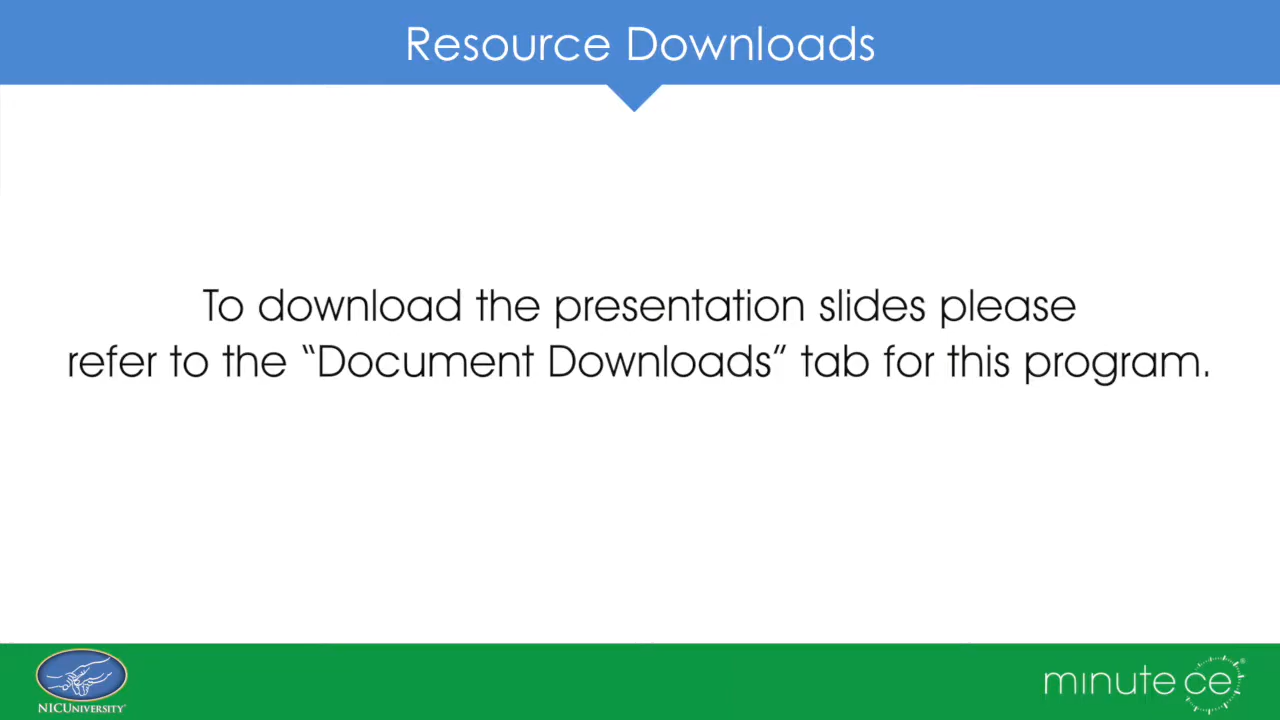 Resource Downloads
To download the presentation slides please
refer to the “Document Downloads” tab for this program.
NICUNIVERSITY
minute ce®